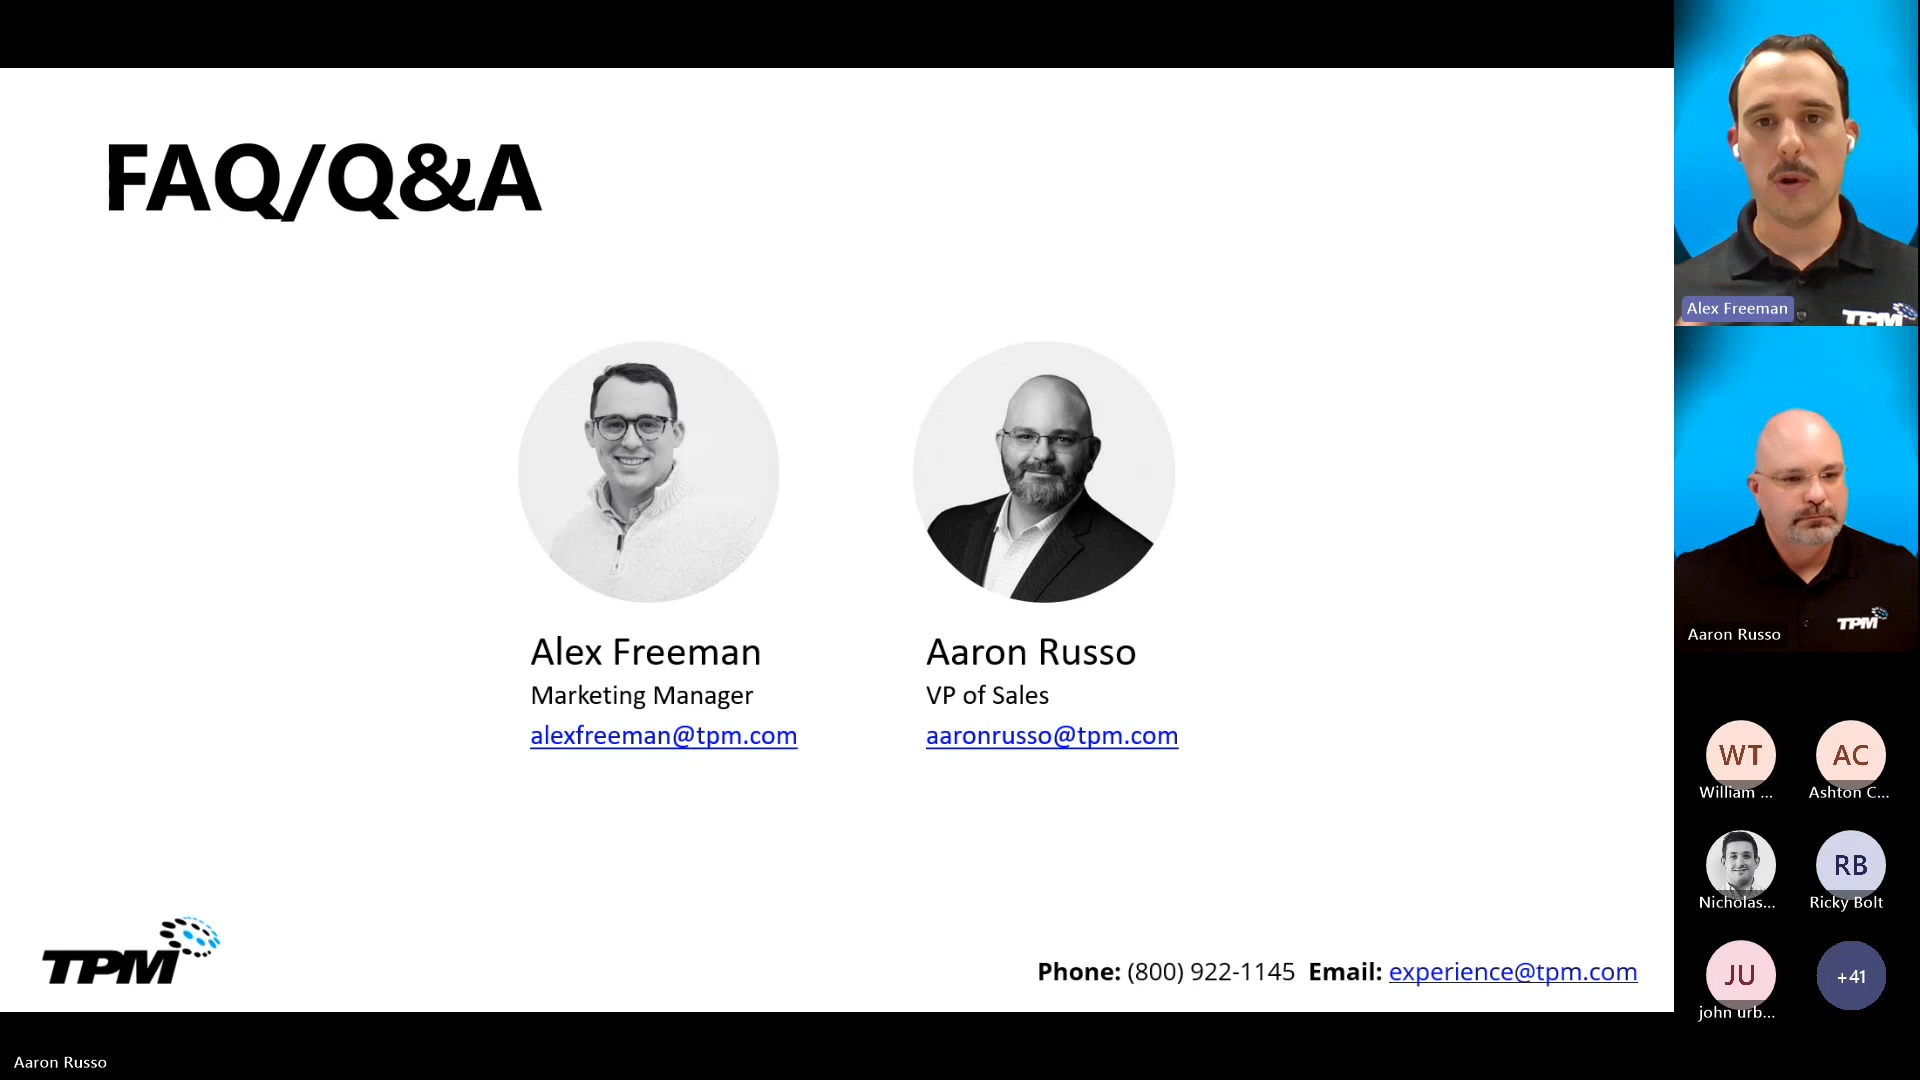 FAQ/Q&A
Alex Freeman
Marketing Manager
alexfreeman@tpm.com
Aaron Russo
VP of Sales
aaronrusso@tpm.com
TPM
Phone: (800) 922-1145 Email: experience@tpm.com
Aaron Russo
TPM
Alex Freeman
TPM
Aaron Russo
WT
William ...
AC
Ashton C...
Nicholas...
RB
Ricky Bolt
JU
john urb...
+41